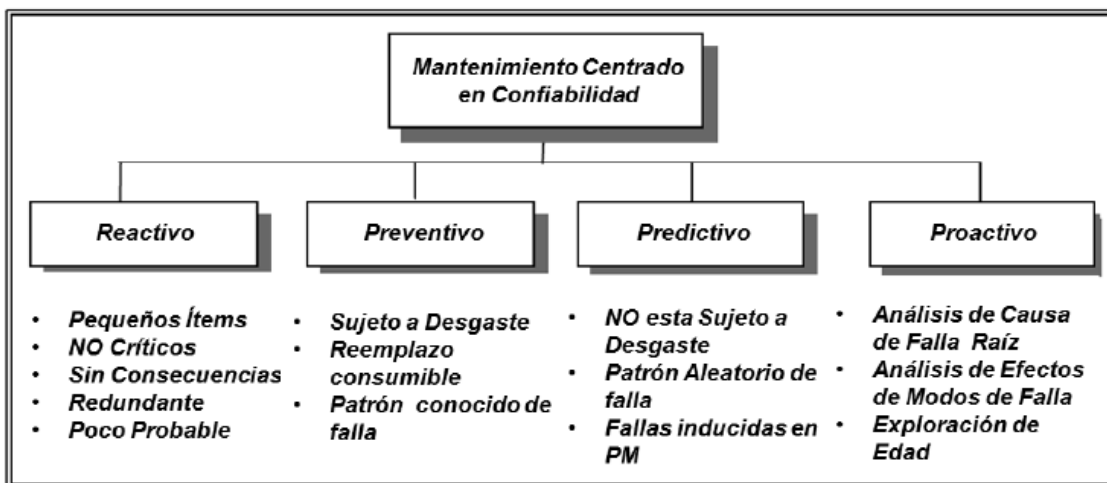 Mantenimiento Centrado
en Confiabilidad
Reactivo
Preventivo
Predictivo
Proactivo
• Pequeños Ítems
• NO Críticos
• Sin Consecuencias
• Redundante
• Poco Probable
• Sujeto a Desgaste
• Reemplazo
consumible
• Patrón conocido de
falla
• NO esta Sujeto a
Desgaste
• Patrón Aleatorio de
falla
• Fallas inducidas en
PM
• Análisis de Causa
de Falla Raíz
• Análisis de Efectos
de Modos de Falla
• Exploración de
Edad